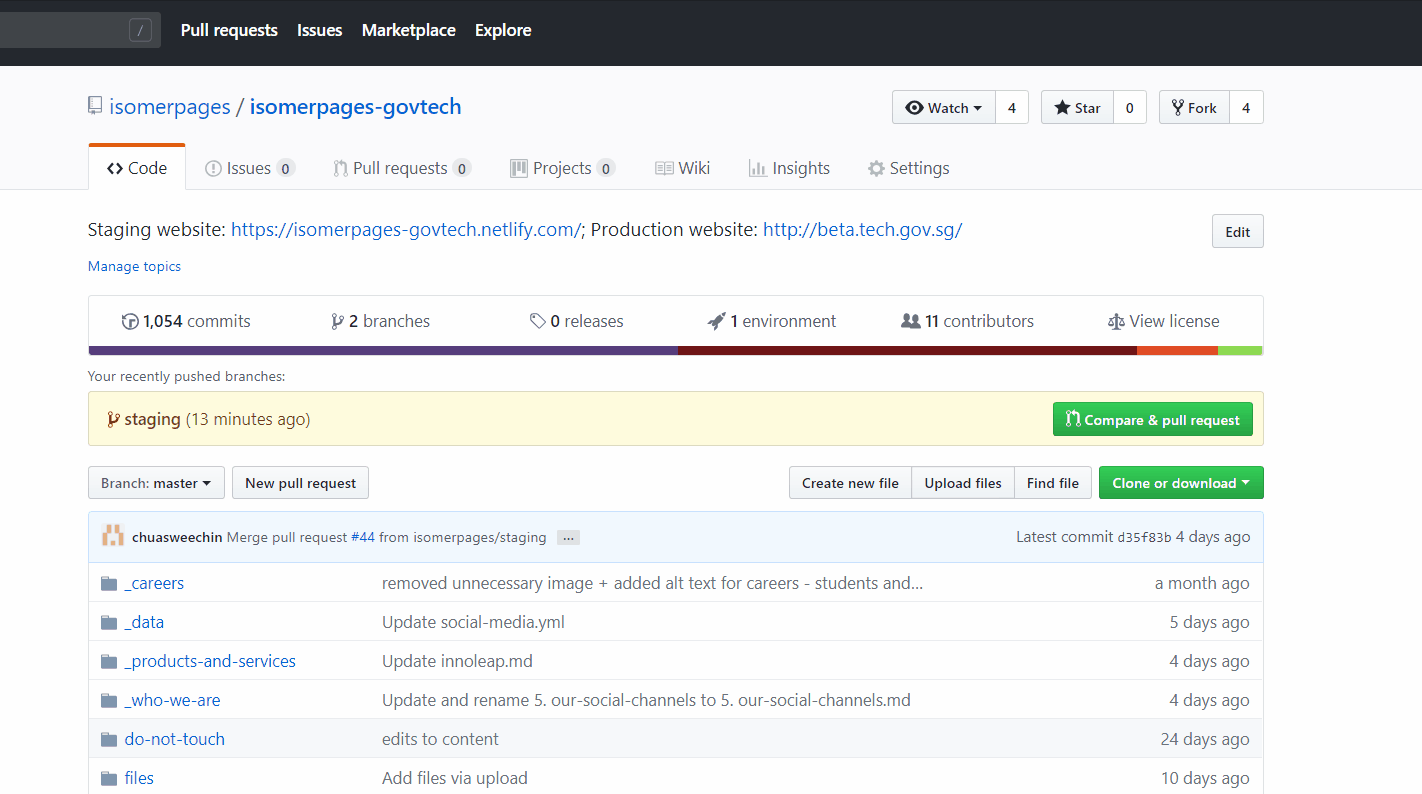 / Pull requests Issues Marketplace Explore
isomerpages / isomerpages-govtech Watch 4 Star 0 Fork 4
Code Issues 0 Pull requests 0 Projects 0 Wiki Insights Settings
Staging website: https://isomerpages-govtech.netlify.com/; Production website: http://beta.tech.gov.sg/ Edit
Manage topics
1,054 commits 2 branches 0 releases 1 environment 11 contributors View license
Your recently pushed branches:
staging (13 minutes ago) Compare & pull request
Branch: master New pull request Create new file Upload files Find file Clone or download
chuasweechin Merge pull request #44 from isomerpages/staging ... Latest commit d35f83b 4 days ago
_careers removed unnecessary image + added alt text for careers - students and... a month ago
_data Update social-media.yml 5 days ago
_products-and-services Update innoleap.md 4 days ago
_who-we-are Update and rename 5. our-social-channels to 5. our-social-channels.md 4 days ago
do-not-touch edits to content 24 days ago
files Add files via upload 10 days ago